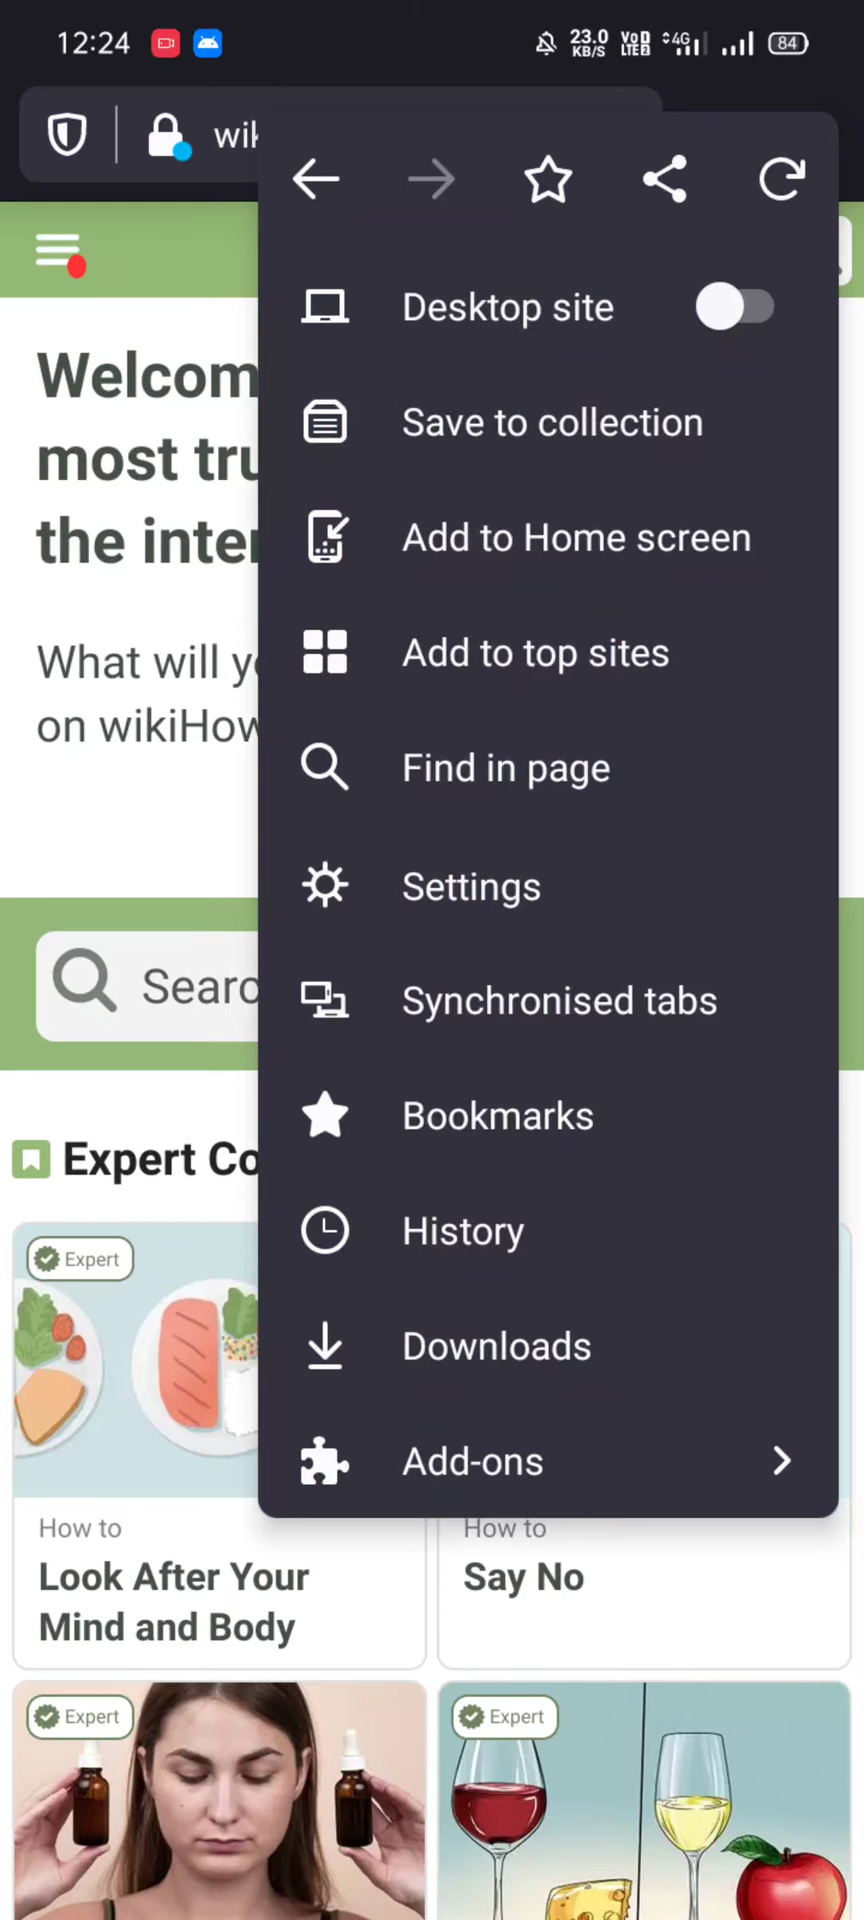 12:24
23.0
KB/S
VoD
LTE2
4G
84
wik
Desktop site
Save to collection
Add to Home screen
Add to top sites
Find in page
Settings
Synchronised tabs
Bookmarks
History
Downloads
Add-ons
Welcom
most tru
the inter
What will yo
on wikiHow
Searc
Expert Co
Expert
How to
Look After Your
Mind and Body
How to
Say No
Expert
Expert